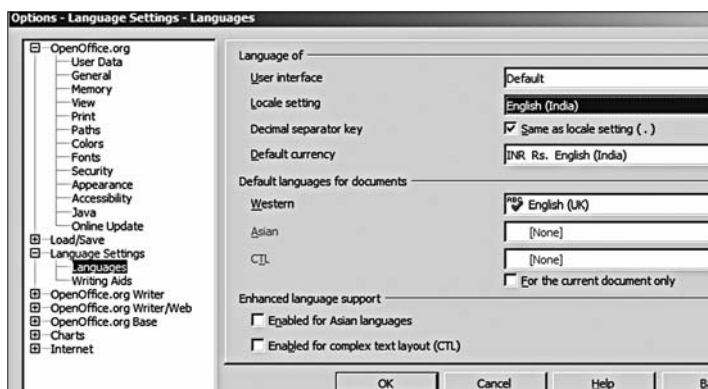 Options - Language Settings - Languages
OpenOffice.org
User Data
General
Memory
View
Print
Paths
Colors
Fonts
Security
Appearance
Accessibility
Java
Online Update
Load/Save
Language Settings
Languages
Writing Aids
OpenOffice.org Writer
OpenOffice.org Writer/Web
OpenOffice.org Base
Charts
Internet
Language of
User interface Default
Locale setting English (India)
Decimal separator key Same as locale setting ( . )
Default currency INR Rs. English (India)
Default languages for documents
Western ABC English (UK)
Asian [None]
CTL [None]
For the current document only
Enhanced language support
Enabled for Asian languages
Enabled for complex text layout (CTL)
OK Cancel Help